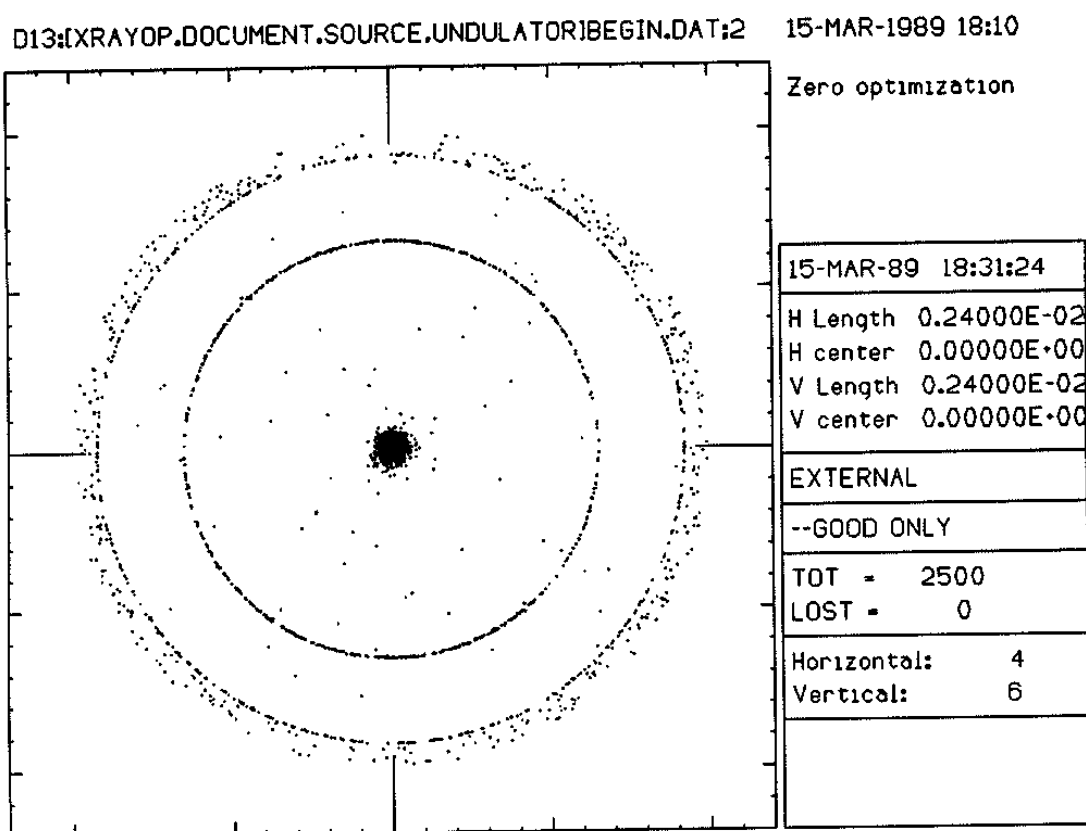 D13:[XRAYOP.DOCUMENT.SOURCE.UNDULATOR]BEGIN.DAT;2 15-MAR-1989 18:10
Zero optimization
15-MAR-89 18:31:24
H Length 0.24000E-02
H center 0.00000E+00
V Length 0.24000E-02
V center 0.00000E+00
EXTERNAL
--GOOD ONLY
TOT = 2500
LOST = 0
Horizontal: 4
Vertical: 6